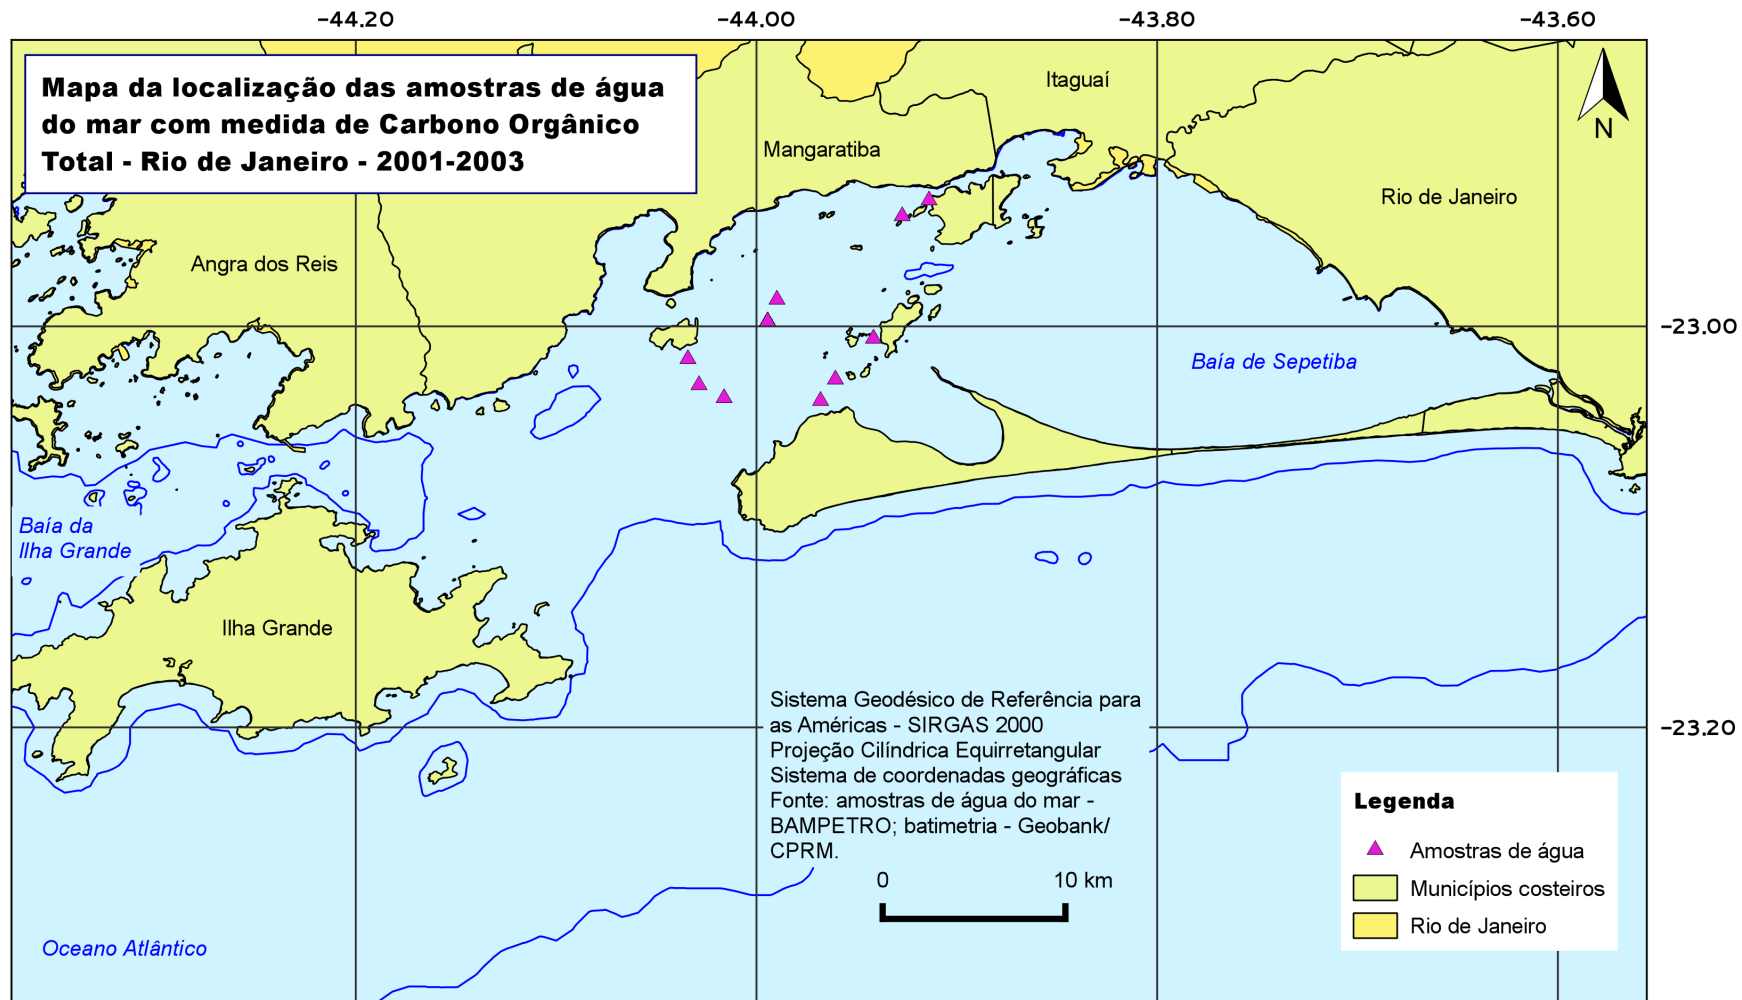 −44.20
−44.00
−43.80
−43.60
Mapa da localização das amostras de água
do mar com medida de Carbono Orgânico
Total - Rio de Janeiro - 2001-2003
Itaguaí
Mangaratiba
Rio de Janeiro
N
Angra dos Reis
−23.00
Baía de Sepetiba
Baía da
Ilha Grande
Ilha Grande
−23.20
Sistema Geodésico de Referência para
as Américas - SIRGAS 2000
Projeção Cilíndrica Equirretangular
Sistema de coordenadas geográficas
Fonte: amostras de água do mar -
BAMPETRO; batimetria - Geobank/
CPRM.
0 10 km
Oceano Atlântico
Legenda
Amostras de água
Municípios costeiros
Rio de Janeiro